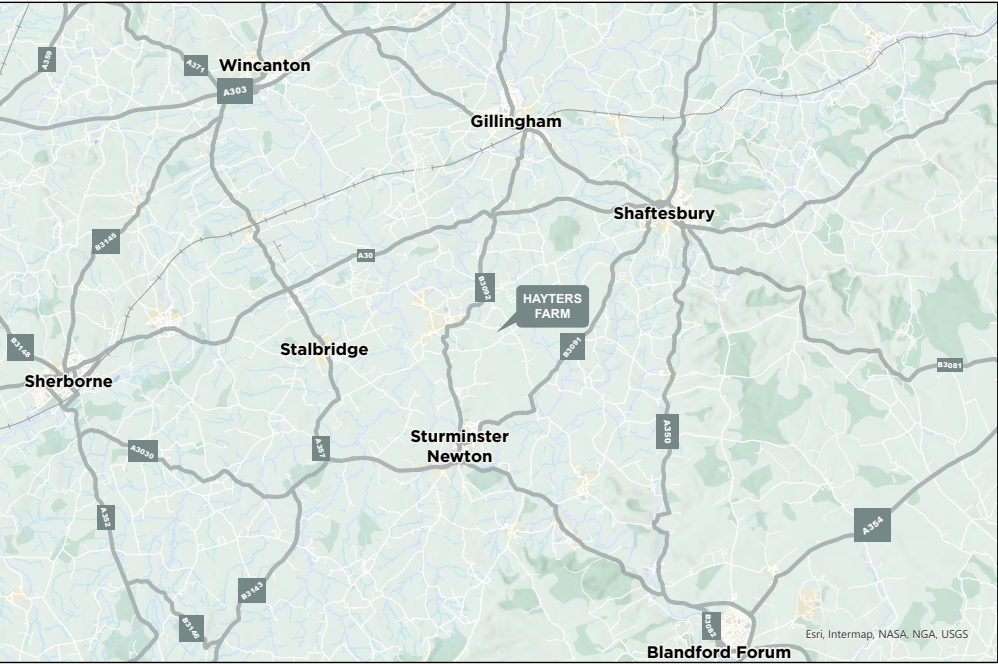 A359
A371
Wincanton
A303
Gillingham
Shaftesbury
B3145
A30
B3092
HAYTERS
FARM
B3148
Stalbridge
B3091
B3081
Sherborne
A350
Sturminster
Newton
A357
A3030
A352
A354
B3143
B3146
B3082
Esri, Intermap, NASA, NGA, USGS
Blandford Forum